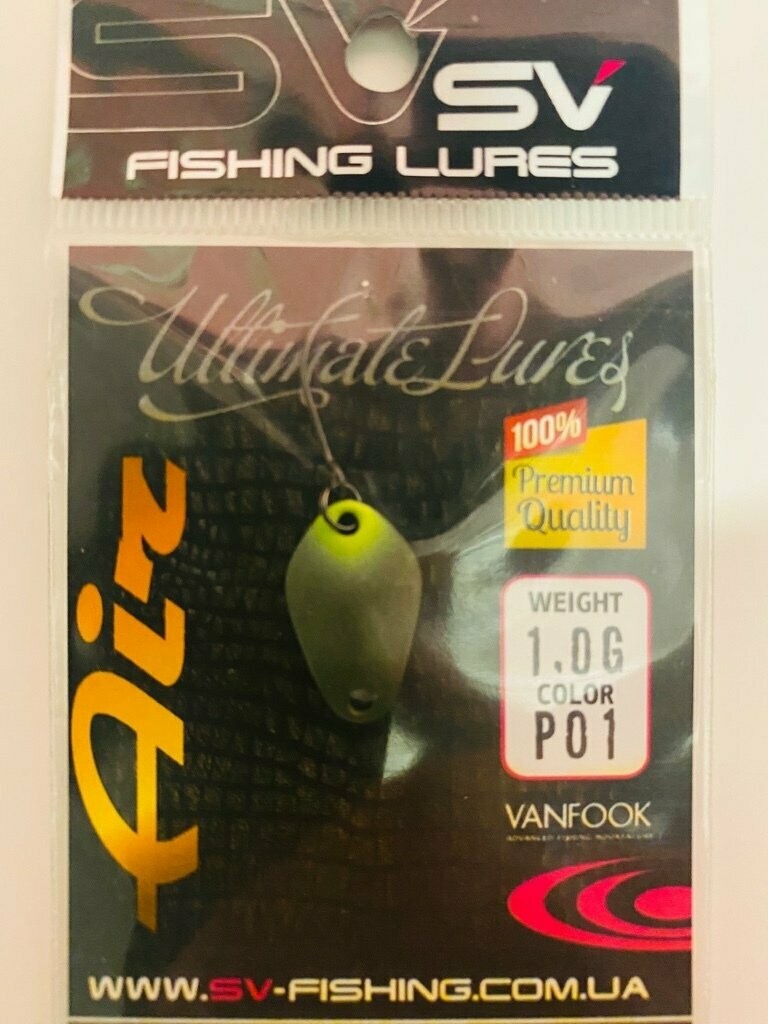 SV
FISHING LURES
Ultimate Lures
100%
Premium
Quality
Air
WEIGHT
1.0G
COLOR
P01
VANFOOK
WWW.SV-FISHING.COM.UA